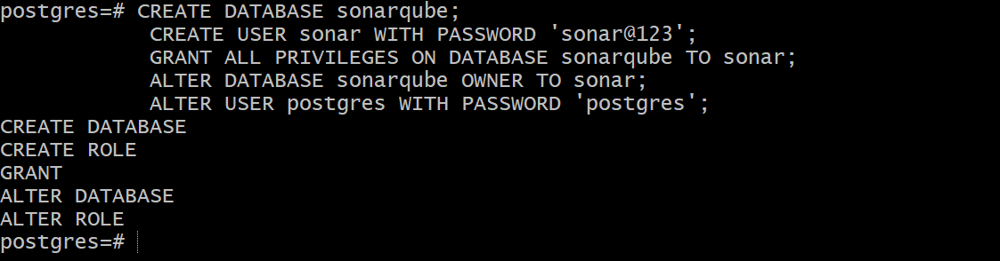 postgres=# CREATE DATABASE sonarqube;
CREATE USER sonar WITH PASSWORD 'sonar@123';
GRANT ALL PRIVILEGES ON DATABASE sonarqube TO sonar;
ALTER DATABASE sonarqube OWNER TO sonar;
ALTER USER postgres WITH PASSWORD 'postgres';
CREATE DATABASE
CREATE ROLE
GRANT
ALTER DATABASE
ALTER ROLE
postgres=#